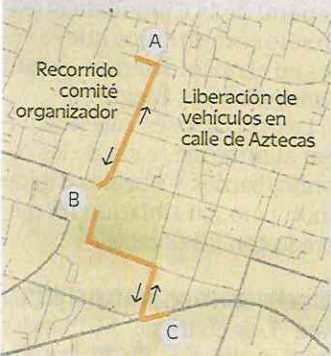 A
Recorrido
comité
organizador
Liberación de
vehículos en
calle de Aztecas
B
C